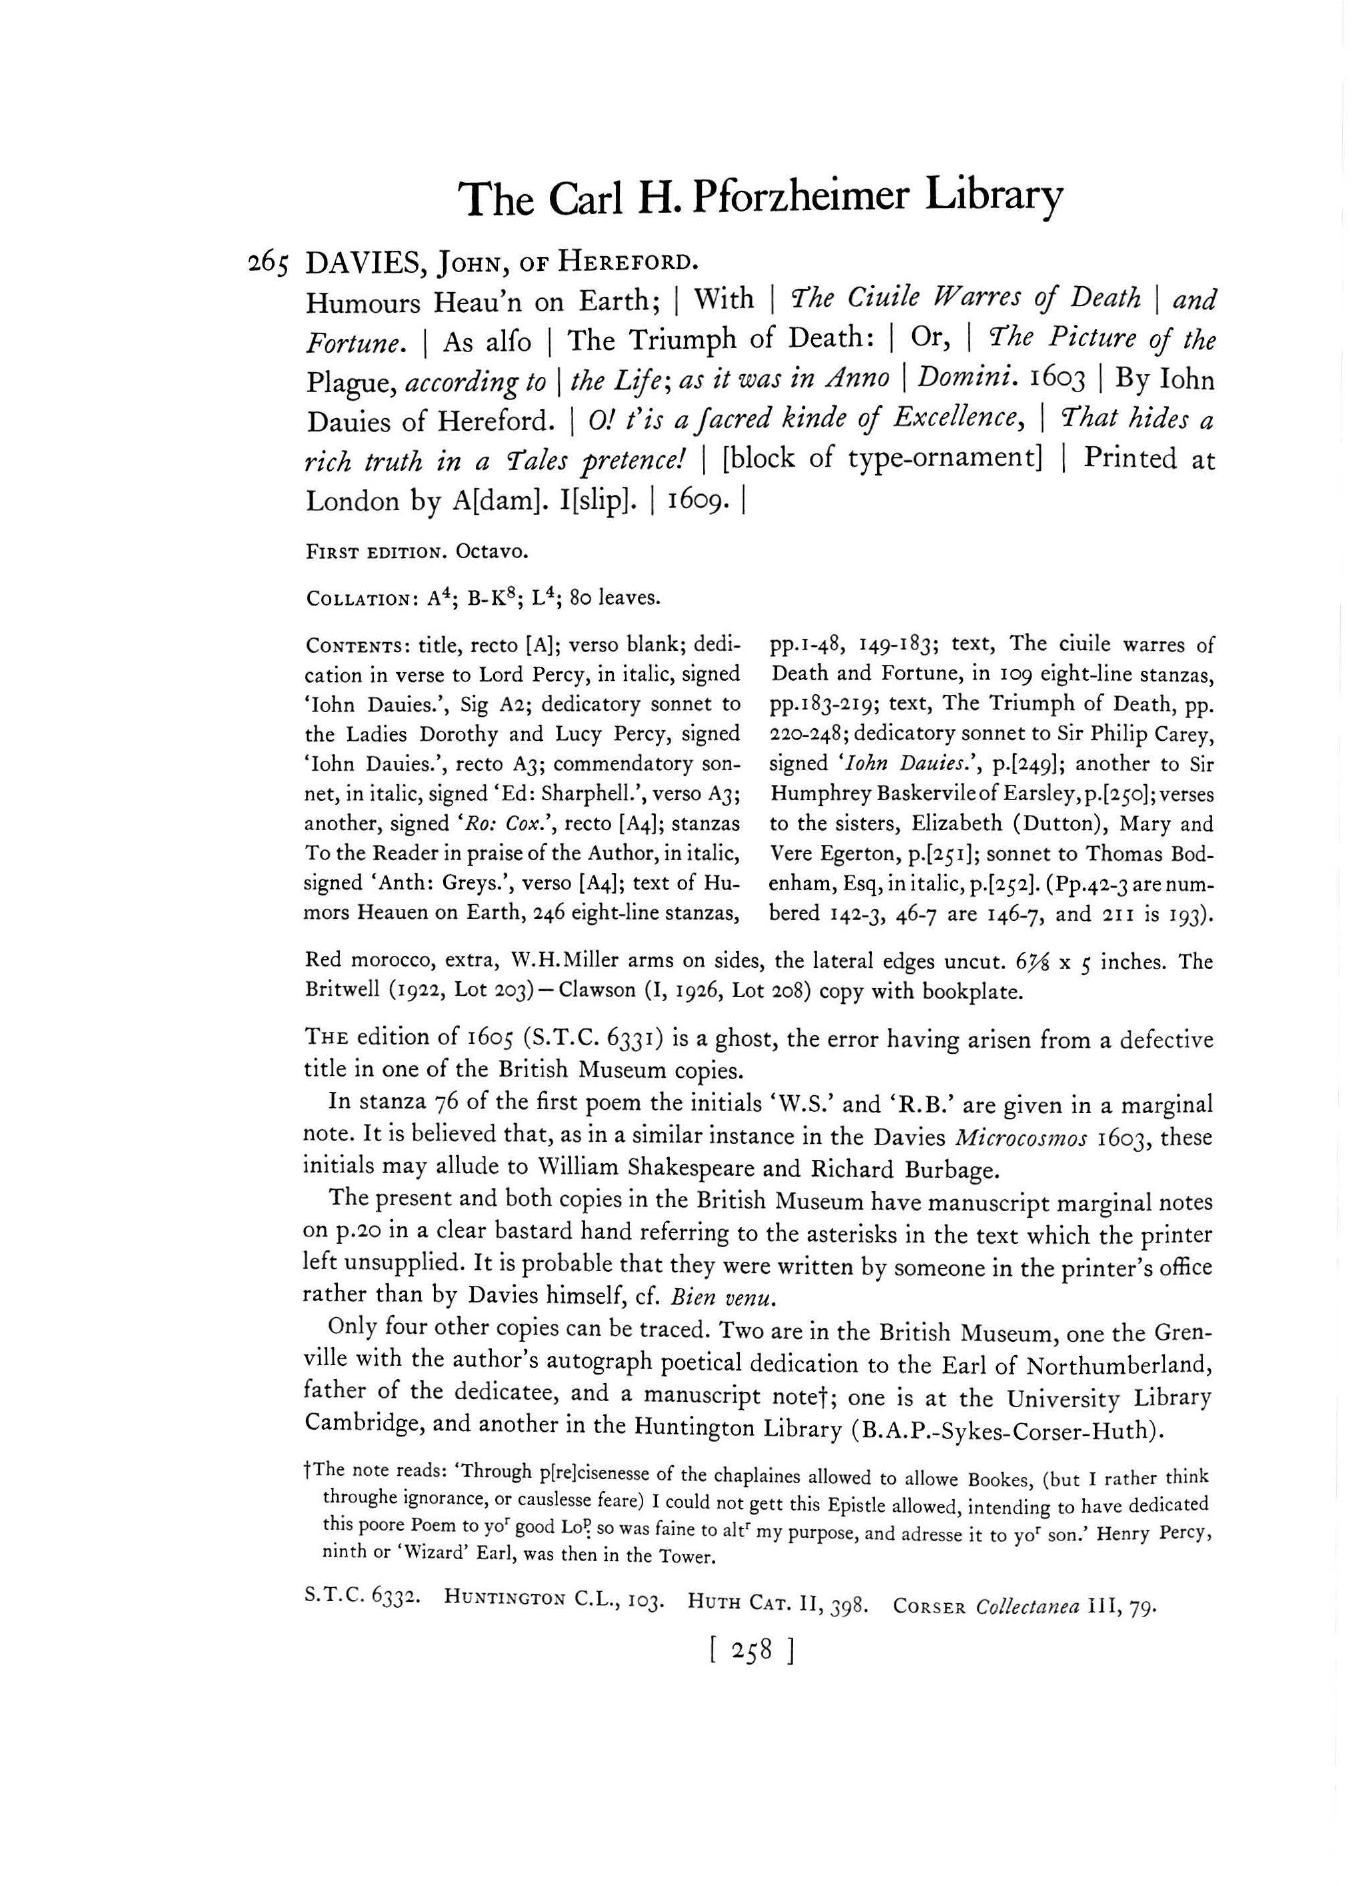 The Carl H. Pforzheimer Library
265 DAVIES, JOHN, OF HEREFORD.
Humours Heau'n on Earth; | With | The Ciuile Warres of Death | and
Fortune. | As alſo | The Triumph of Death: | Or, | The Picture of the
Plague, according to | the Life; as it was in Anno | Domini. 1603 | By Iohn
Dauies of Hereford. | O! t'is a ſacred kinde of Excellence, | That hides a
rich truth in a Tales pretence! | [block of type-ornament] | Printed at
London by A[dam]. I[slip]. | 1609. |
FIRST EDITION. Octavo.
COLLATION: A⁴; B-K⁸; L⁴; 80 leaves.
CONTENTS: title, recto [A]; verso blank; dedi-
cation in verse to Lord Percy, in italic, signed
'Iohn Dauies.', Sig A2; dedicatory sonnet to
the Ladies Dorothy and Lucy Percy, signed
'Iohn Dauies.', recto A3; commendatory son-
net, in italic, signed 'Ed: Sharphell.', verso A3;
another, signed 'Ro: Cox.', recto [A4]; stanzas
To the Reader in praise of the Author, in italic,
signed 'Anth: Greys.', verso [A4]; text of Hu-
mors Heauen on Earth, 246 eight-line stanzas,
pp.1-48, 149-183; text, The ciuile warres of
Death and Fortune, in 109 eight-line stanzas,
pp.183-219; text, The Triumph of Death, pp.
220-248; dedicatory sonnet to Sir Philip Carey,
signed 'Iohn Dauies.', p.[249]; another to Sir
Humphrey Baskervile of Earsley, p.[250]; verses
to the sisters, Elizabeth (Dutton), Mary and
Vere Egerton, p.[251]; sonnet to Thomas Bod-
enham, Esq, in italic, p.[252]. (Pp.42-3 are num-
bered 142-3, 46-7 are 146-7, and 211 is 193).
Red morocco, extra, W.H.Miller arms on sides, the lateral edges uncut. 6⅞ x 5 inches. The
Britwell (1922, Lot 203)—Clawson (I, 1926, Lot 208) copy with bookplate.
THE edition of 1605 (S.T.C. 6331) is a ghost, the error having arisen from a defective
title in one of the British Museum copies.
In stanza 76 of the first poem the initials 'W.S.' and 'R.B.' are given in a marginal
note. It is believed that, as in a similar instance in the Davies Microcosmos 1603, these
initials may allude to William Shakespeare and Richard Burbage.
The present and both copies in the British Museum have manuscript marginal notes
on p.20 in a clear bastard hand referring to the asterisks in the text which the printer
left unsupplied. It is probable that they were written by someone in the printer's office
rather than by Davies himself, cf. Bien venu.
Only four other copies can be traced. Two are in the British Museum, one the Gren-
ville with the author's autograph poetical dedication to the Earl of Northumberland,
father of the dedicatee, and a manuscript note†; one is at the University Library
Cambridge, and another in the Huntington Library (B.A.P.-Sykes-Corser-Huth).
†The note reads: 'Through p[re]cisenesse of the chaplaines allowed to allowe Bookes, (but I rather think
throughe ignorance, or causlesse feare) I could not gett this Epistle allowed, intending to have dedicated
this poore Poem to yoʳ good Loᵖ. so was faine to altʳ my purpose, and adresse it to yoʳ son.' Henry Percy,
ninth or 'Wizard' Earl, was then in the Tower.
S.T.C. 6332. HUNTINGTON C.L., 103. HUTH CAT. II, 398. CORSER Collectanea III, 79.
[ 258 ]